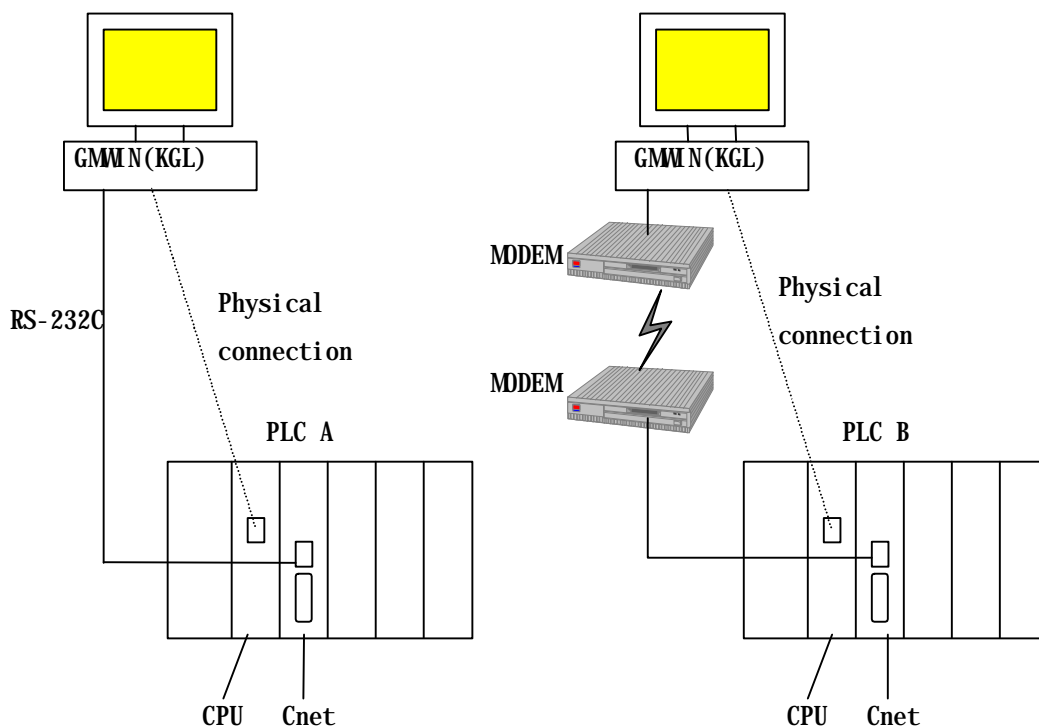 GMWIN(KGL)
RS-232C
Physical
connection
PLC A
CPU
Cnet
GMWIN(KGL)
MODEM
MODEM
Physical
connection
PLC B
CPU
Cnet